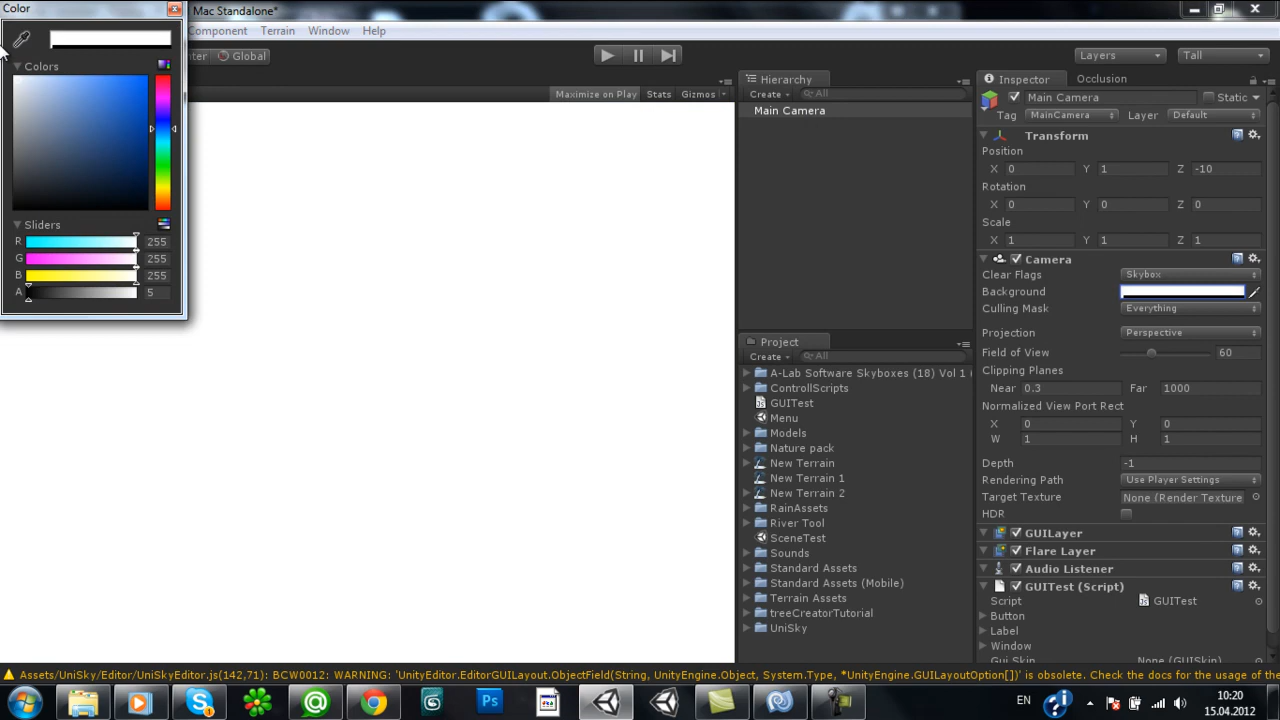 Color
Mac Standalone*
Component
Terrain
Window
Help
nter
Global
Layers
Tall
Colors
Sliders
R 255
G 255
B 255
A 5
Maximize on Play
Stats
Gizmos
Hierarchy
Create
All
Main Camera
Project
Create
All
A-Lab Software Skyboxes (18) Vol 1
ControllScripts
GUITest
Menu
Models
Nature pack
New Terrain
New Terrain 1
New Terrain 2
RainAssets
River Tool
SceneTest
Sounds
Standard Assets
Standard Assets (Mobile)
Terrain Assets
treeCreatorTutorial
UniSky
Inspector
Occlusion
Main Camera
Static
Tag MainCamera Layer Default
Transform
Position
X 0 Y 1 Z -10
Rotation
X 0 Y 0 Z 0
Scale
X 1 Y 1 Z 1
Camera
Clear Flags Skybox
Background
Culling Mask Everything
Projection Perspective
Field of View 60
Clipping Planes
Near 0.3 Far 1000
Normalized View Port Rect
X 0 Y 0
W 1 H 1
Depth -1
Rendering Path Use Player Settings
Target Texture None (Render Texture
HDR
GUILayer
Flare Layer
Audio Listener
GUITest (Script)
Script GUITest
Button
Label
Window
Gui Skin None (GUISkin)
Assets/UniSky/Editor/UniSkyEditor.js(142,71): BCW0012: WARNING: 'UnityEngine.EditorGUILayout.ObjectField(String, UnityEngine.Object, System.Type, *UnityEngine.GUILayoutOption[])' is obsolete. Check the docs for the usage of the
EN
10:20
15.04.2012